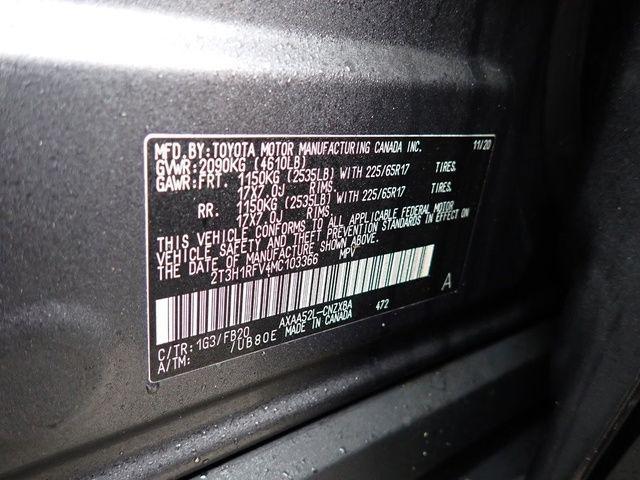 MFD.BY:TOYOTA MOTOR MANUFACTURING CANADA INC. 11/20
GVWR: 2090KG (4610LB)
GAWR: FRT. 1150KG (2535LB) WITH 225/65R17 TIRES,
17X7.0J RIMS.
RR. 1150KG (2535LB) WITH 225/65R17 TIRES,
17X7.0J RIMS.
THIS VEHICLE CONFORMS TO ALL APPLICABLE FEDERAL MOTOR
VEHICLE SAFETY AND THEFT PREVENTION STANDARDS IN EFFECT ON
THE DATE OF MANUFACTURE SHOWN ABOVE.
2T3H1RFV4MC103366 MPV
A
C/TR: 1G3/FB20 AXAA52L-CNZXBA 472
A/TM: /UB80E MADE IN CANADA